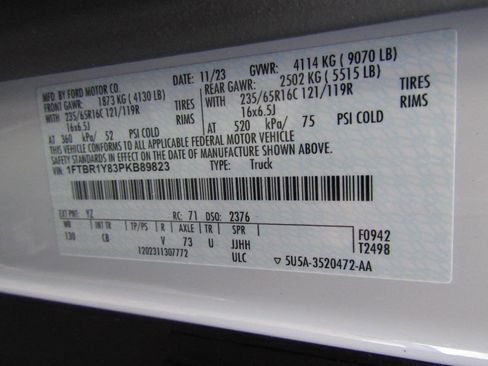 MFD. BY FORD MOTOR CO.
DATE: 11/23 GVWR: 4114 KG ( 9070 LB)
FRONT GAWR: 1873 KG ( 4130 LB) REAR GAWR: 2502 KG ( 5515 LB)
WITH 235/65R16C 121/119R TIRES WITH 235/65R16C 121/119R TIRES
16x6.5J RIMS 16x6.5J RIMS
AT 360 kPa/ 52 PSI COLD AT 520 kPa/ 75 PSI COLD
THIS VEHICLE CONFORMS TO ALL APPLICABLE FEDERAL MOTOR VEHICLE
SAFETY STANDARDS IN EFFECT ON THE DATE OF MANUFACTURE SHOWN ABOVE.
VIN: 1FTBR1Y83PKB89823 TYPE: Truck
EXT PNT: YZ RC: 71 DSO: 2376
WB INT TR TP/PS R AXLE TR SPR F0942
130 CB V 73 U JJHH T2498
1202311307772 ULC ▽ 5U5A-3520472-AA